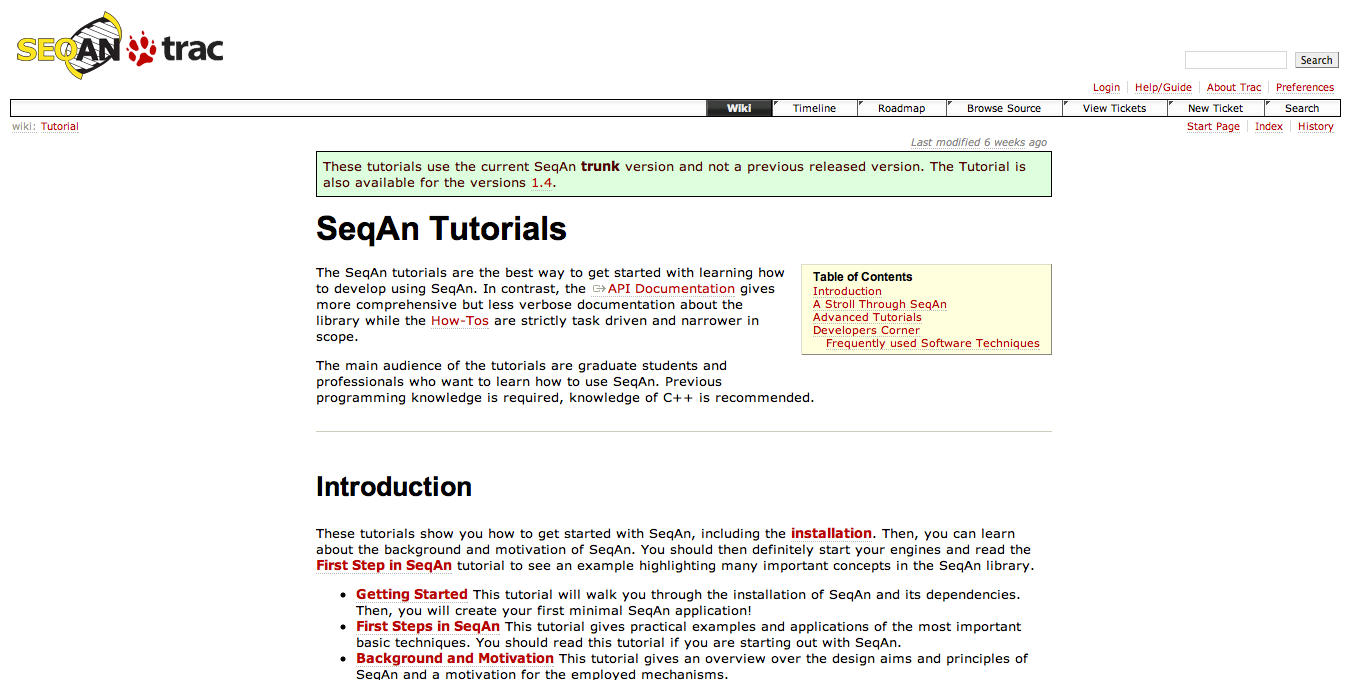 SEQAN trac
Search
Login Help/Guide About Trac Preferences
Wiki Timeline Roadmap Browse Source View Tickets New Ticket Search
wiki: Tutorial
Start Page Index History
Last modified 6 weeks ago
These tutorials use the current SeqAn trunk version and not a previous released version. The Tutorial is
also available for the versions 1.4.
SeqAn Tutorials
The SeqAn tutorials are the best way to get started with learning how
to develop using SeqAn. In contrast, the API Documentation gives
more comprehensive but less verbose documentation about the
library while the How-Tos are strictly task driven and narrower in
scope.
Table of Contents
Introduction
A Stroll Through SeqAn
Advanced Tutorials
Developers Corner
Frequently used Software Techniques
The main audience of the tutorials are graduate students and
professionals who want to learn how to use SeqAn. Previous
programming knowledge is required, knowledge of C++ is recommended.
Introduction
These tutorials show you how to get started with SeqAn, including the installation. Then, you can learn
about the background and motivation of SeqAn. You should then definitely start your engines and read the
First Step in SeqAn tutorial to see an example highlighting many important concepts in the SeqAn library.
• Getting Started This tutorial will walk you through the installation of SeqAn and its dependencies.
Then, you will create your first minimal SeqAn application!
• First Steps in SeqAn This tutorial gives practical examples and applications of the most important
basic techniques. You should read this tutorial if you are starting out with SeqAn.
• Background and Motivation This tutorial gives an overview over the design aims and principles of
SeqAn and a motivation for the employed mechanisms.